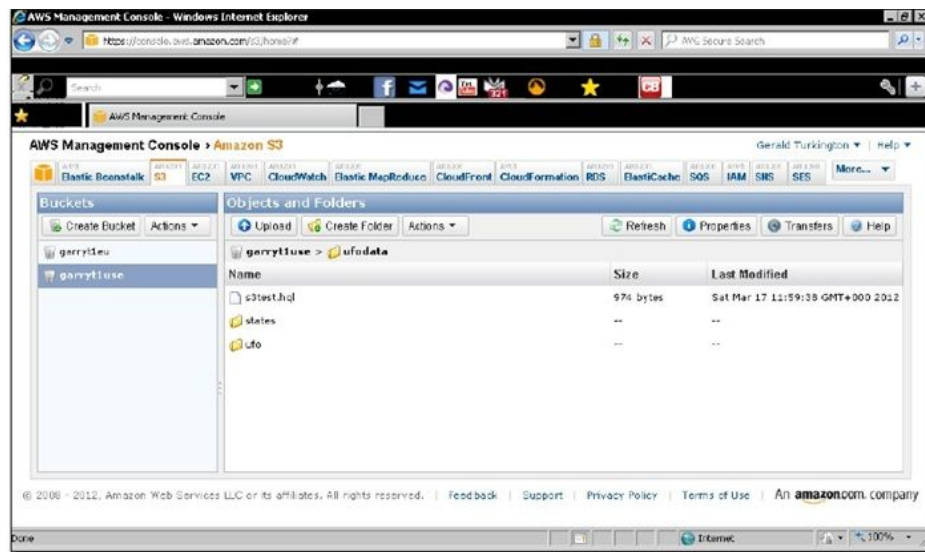 AWS Management Console - Windows Internet Explorer
https://console.aws.amazon.com/s3/home?#
AVG Secure Search
Search
321
CB
AWS Management Console
AWS Management Console > Amazon S3
Gerald Turkington | Help
Elastic Beanstalk S3 EC2 VPC CloudWatch Elastic MapReduce CloudFront CloudFormation RDS ElastiCache SQS IAM SNS SES More...
Buckets
Create Bucket Actions
garryt1eu
garryt1use
Objects and Folders
Upload Create Folder Actions Refresh Properties Transfers Help
garryt1use > ufodata
Name Size Last Modified
s3test.hql 974 bytes Sat Mar 17 11:59:38 GMT+000 2012
states -- --
ufo -- --
© 2008 - 2012, Amazon Web Services LLC or its affiliates. All rights reserved. | Feedback | Support | Privacy Policy | Terms of Use | An amazon.com. company
Done Internet 100%